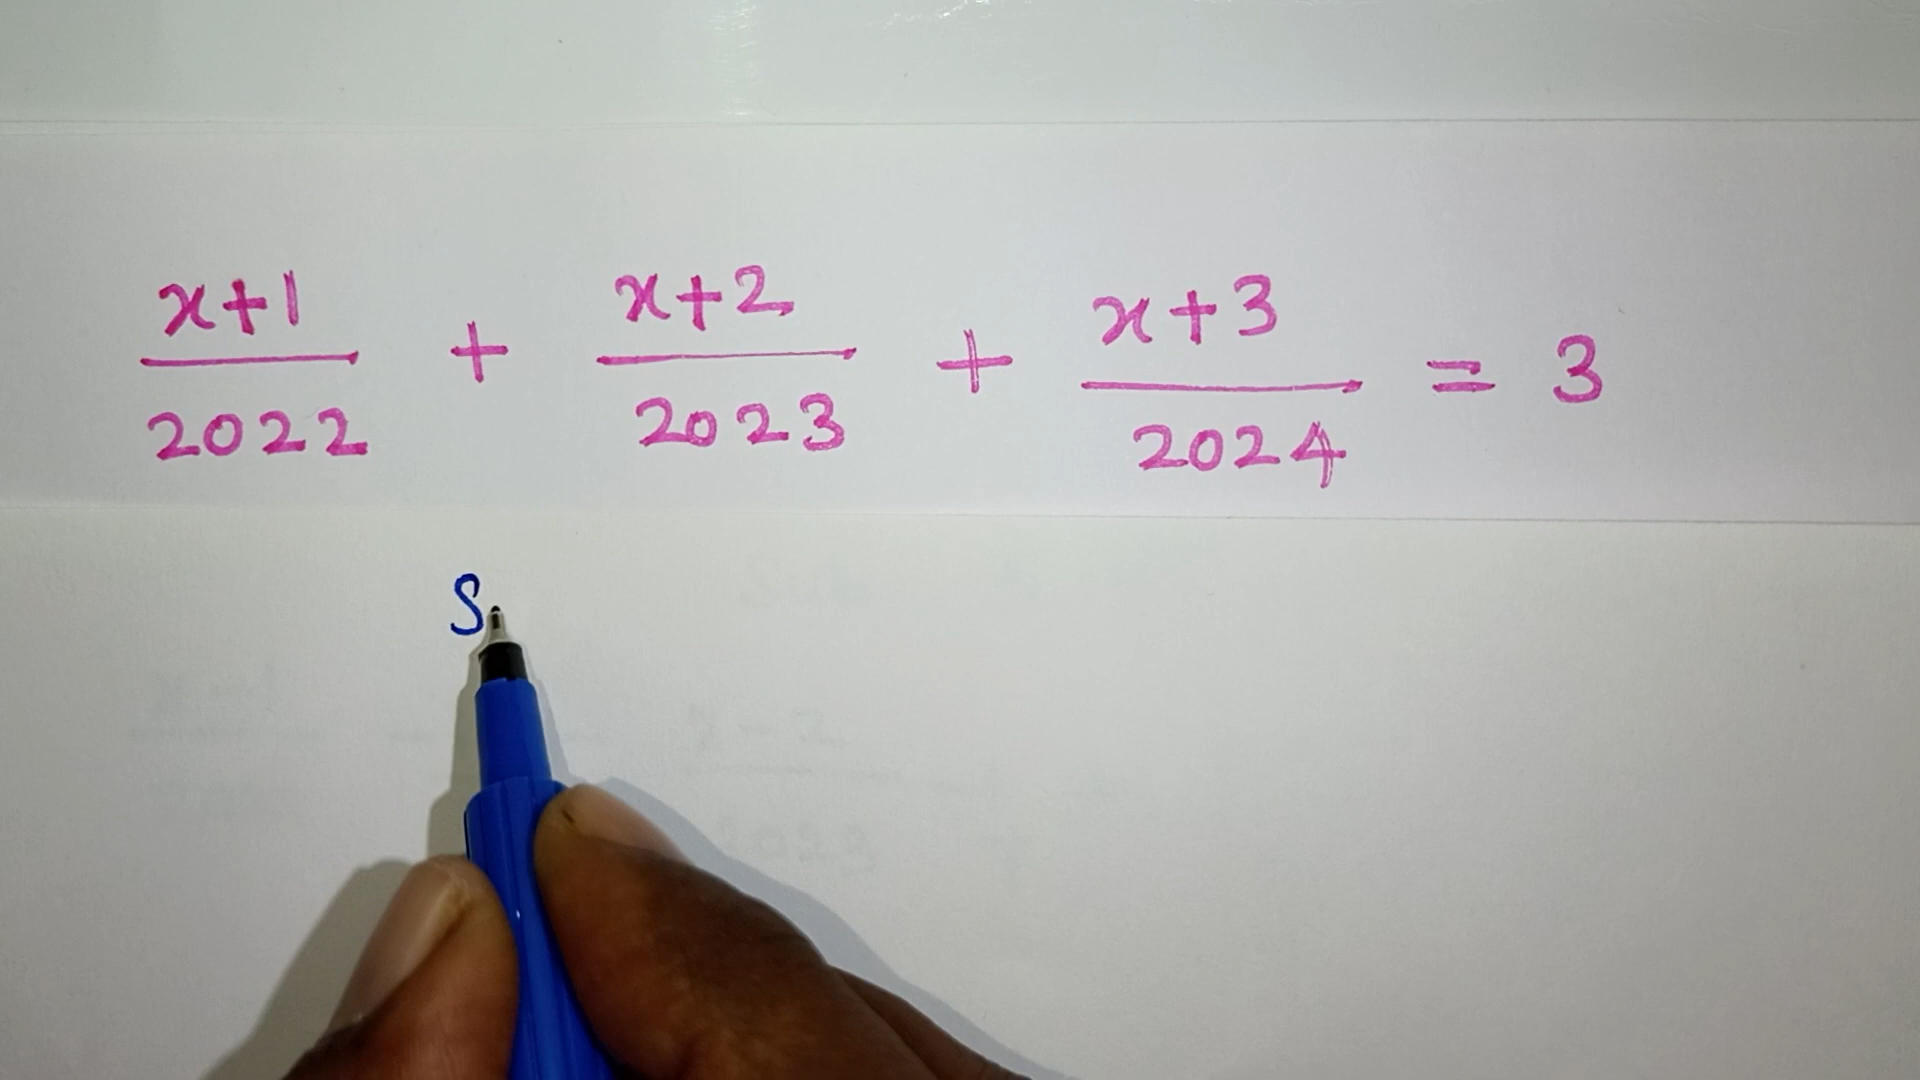 x+1/2022 + x+2/2023 + x+3/2024 = 3
S